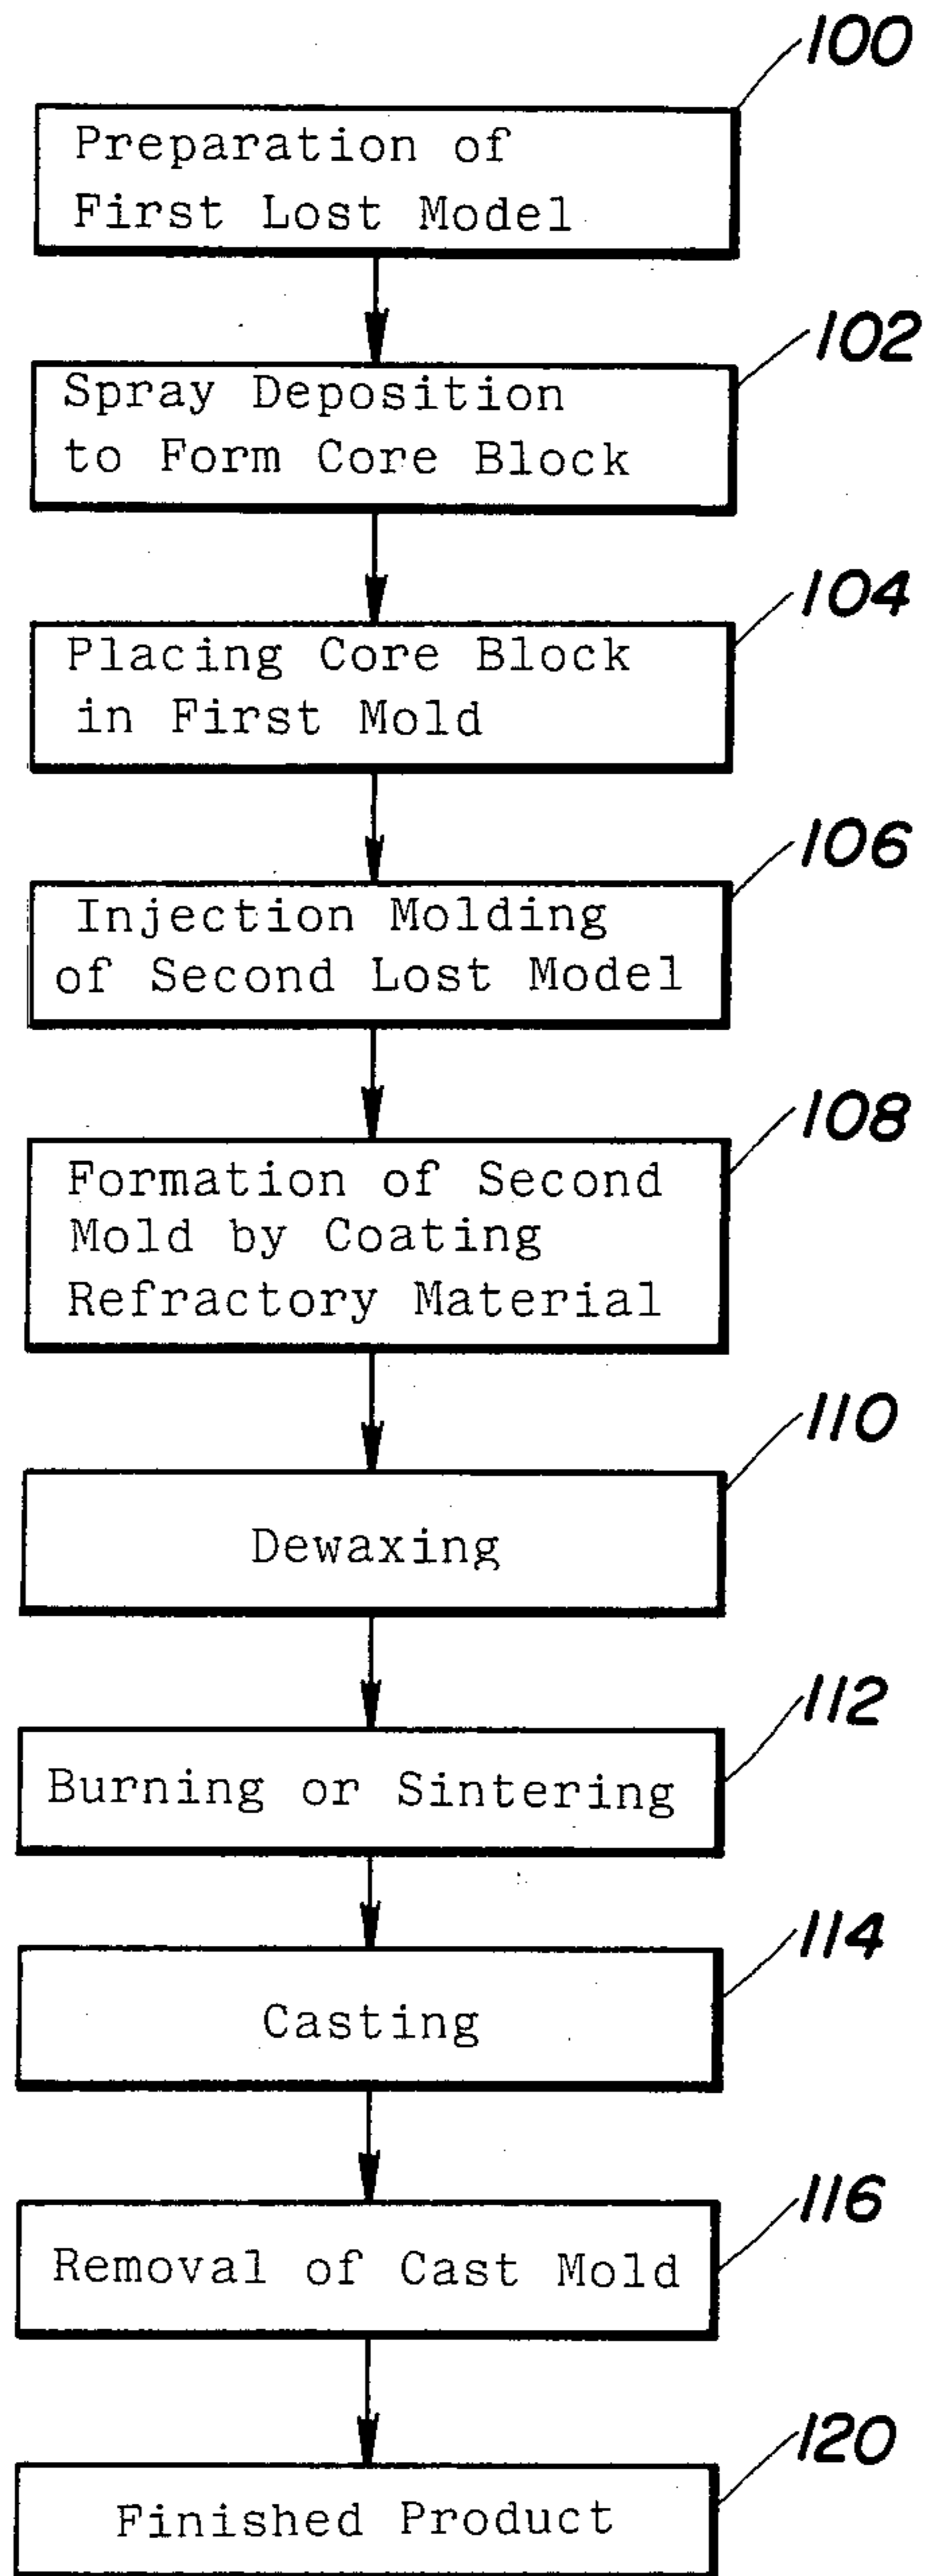 100
Preparation of
First Lost Model
102
Spray Deposition
to Form Core Block
104
Placing Core Block
in First Mold
106
Injection Molding
of Second Lost Model
108
Formation of Second
Mold by Coating
Refractory Material
110
Dewaxing
112
Burning or Sintering
114
Casting
116
Removal of Cast Mold
120
Finished Product